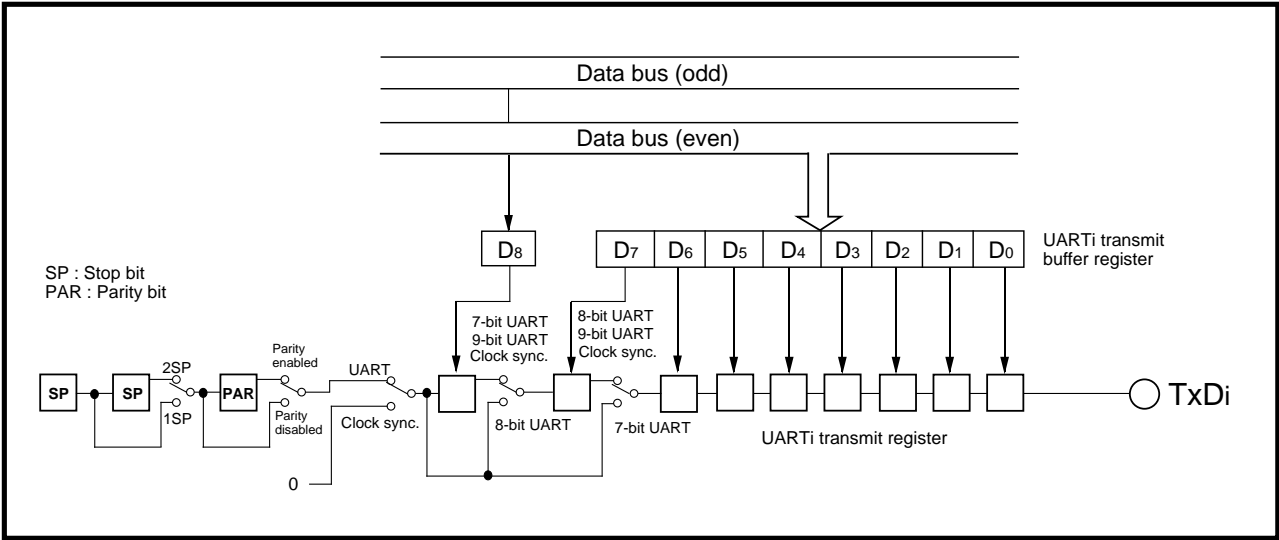 Data bus (odd)
Data bus (even)
D8
D7 D6 D5 D4 D3 D2 D1 D0
UARTi transmit
buffer register
SP : Stop bit
PAR : Parity bit
7-bit UART
9-bit UART
Clock sync.
8-bit UART
9-bit UART
Clock sync.
Parity
enabled
2SP
UART
SP
SP
PAR
TxDi
1SP
Parity
disabled
Clock sync.
8-bit UART
7-bit UART
UARTi transmit register
0